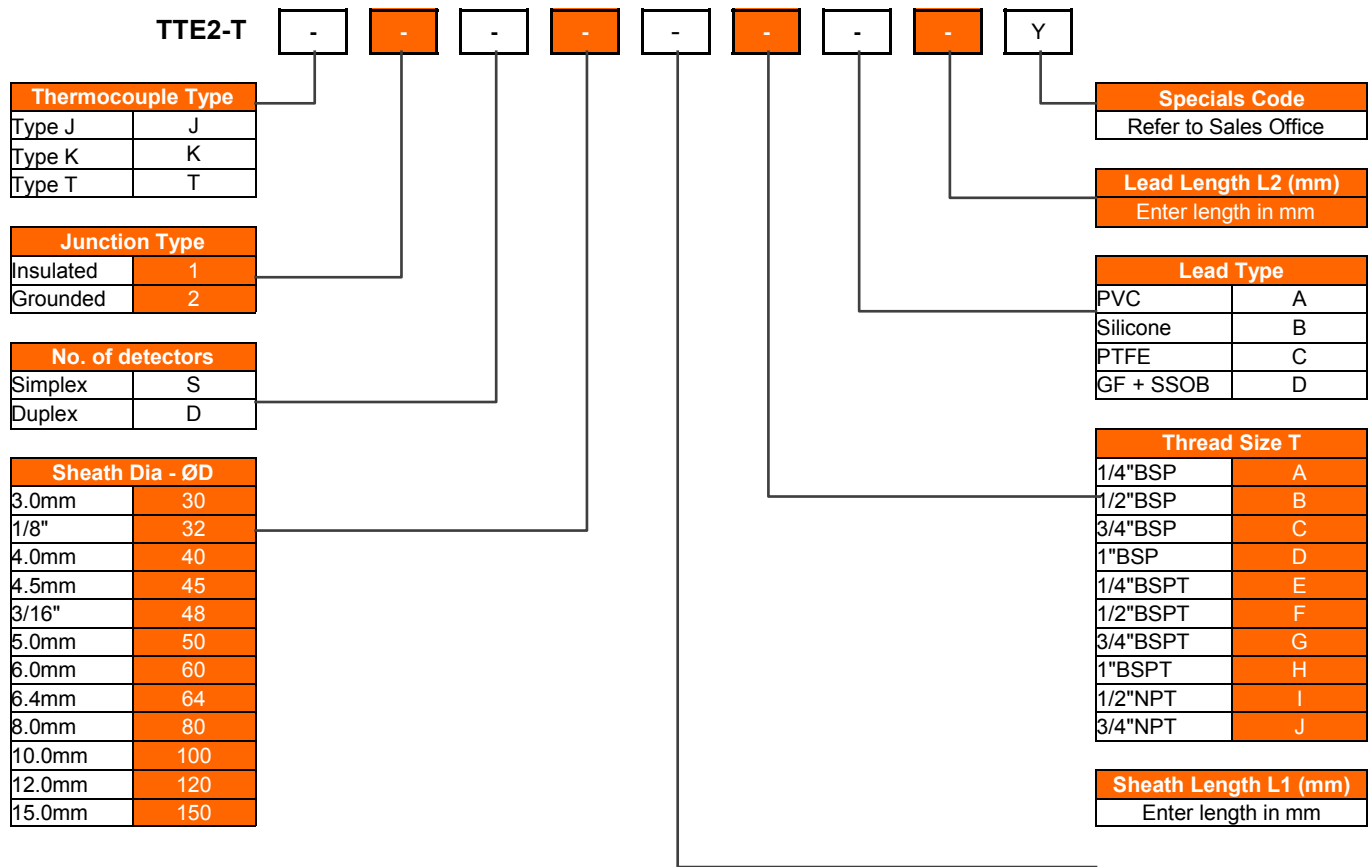 TTE2-T - - - - - - - - Y
Thermocouple Type
Type J J
Type K K
Type T T
Junction Type
Insulated 1
Grounded 2
No. of detectors
Simplex S
Duplex D
Sheath Dia - ØD
3.0mm 30
1/8" 32
4.0mm 40
4.5mm 45
3/16" 48
5.0mm 50
6.0mm 60
6.4mm 64
8.0mm 80
10.0mm 100
12.0mm 120
15.0mm 150
Specials Code
Refer to Sales Office
Lead Length L2 (mm)
Enter length in mm
Lead Type
PVC A
Silicone B
PTFE C
GF + SSOB D
Thread Size T
1/4"BSP A
1/2"BSP B
3/4"BSP C
1"BSP D
1/4"BSPT E
1/2"BSPT F
3/4"BSPT G
1"BSPT H
1/2"NPT I
3/4"NPT J
Sheath Length L1 (mm)
Enter length in mm